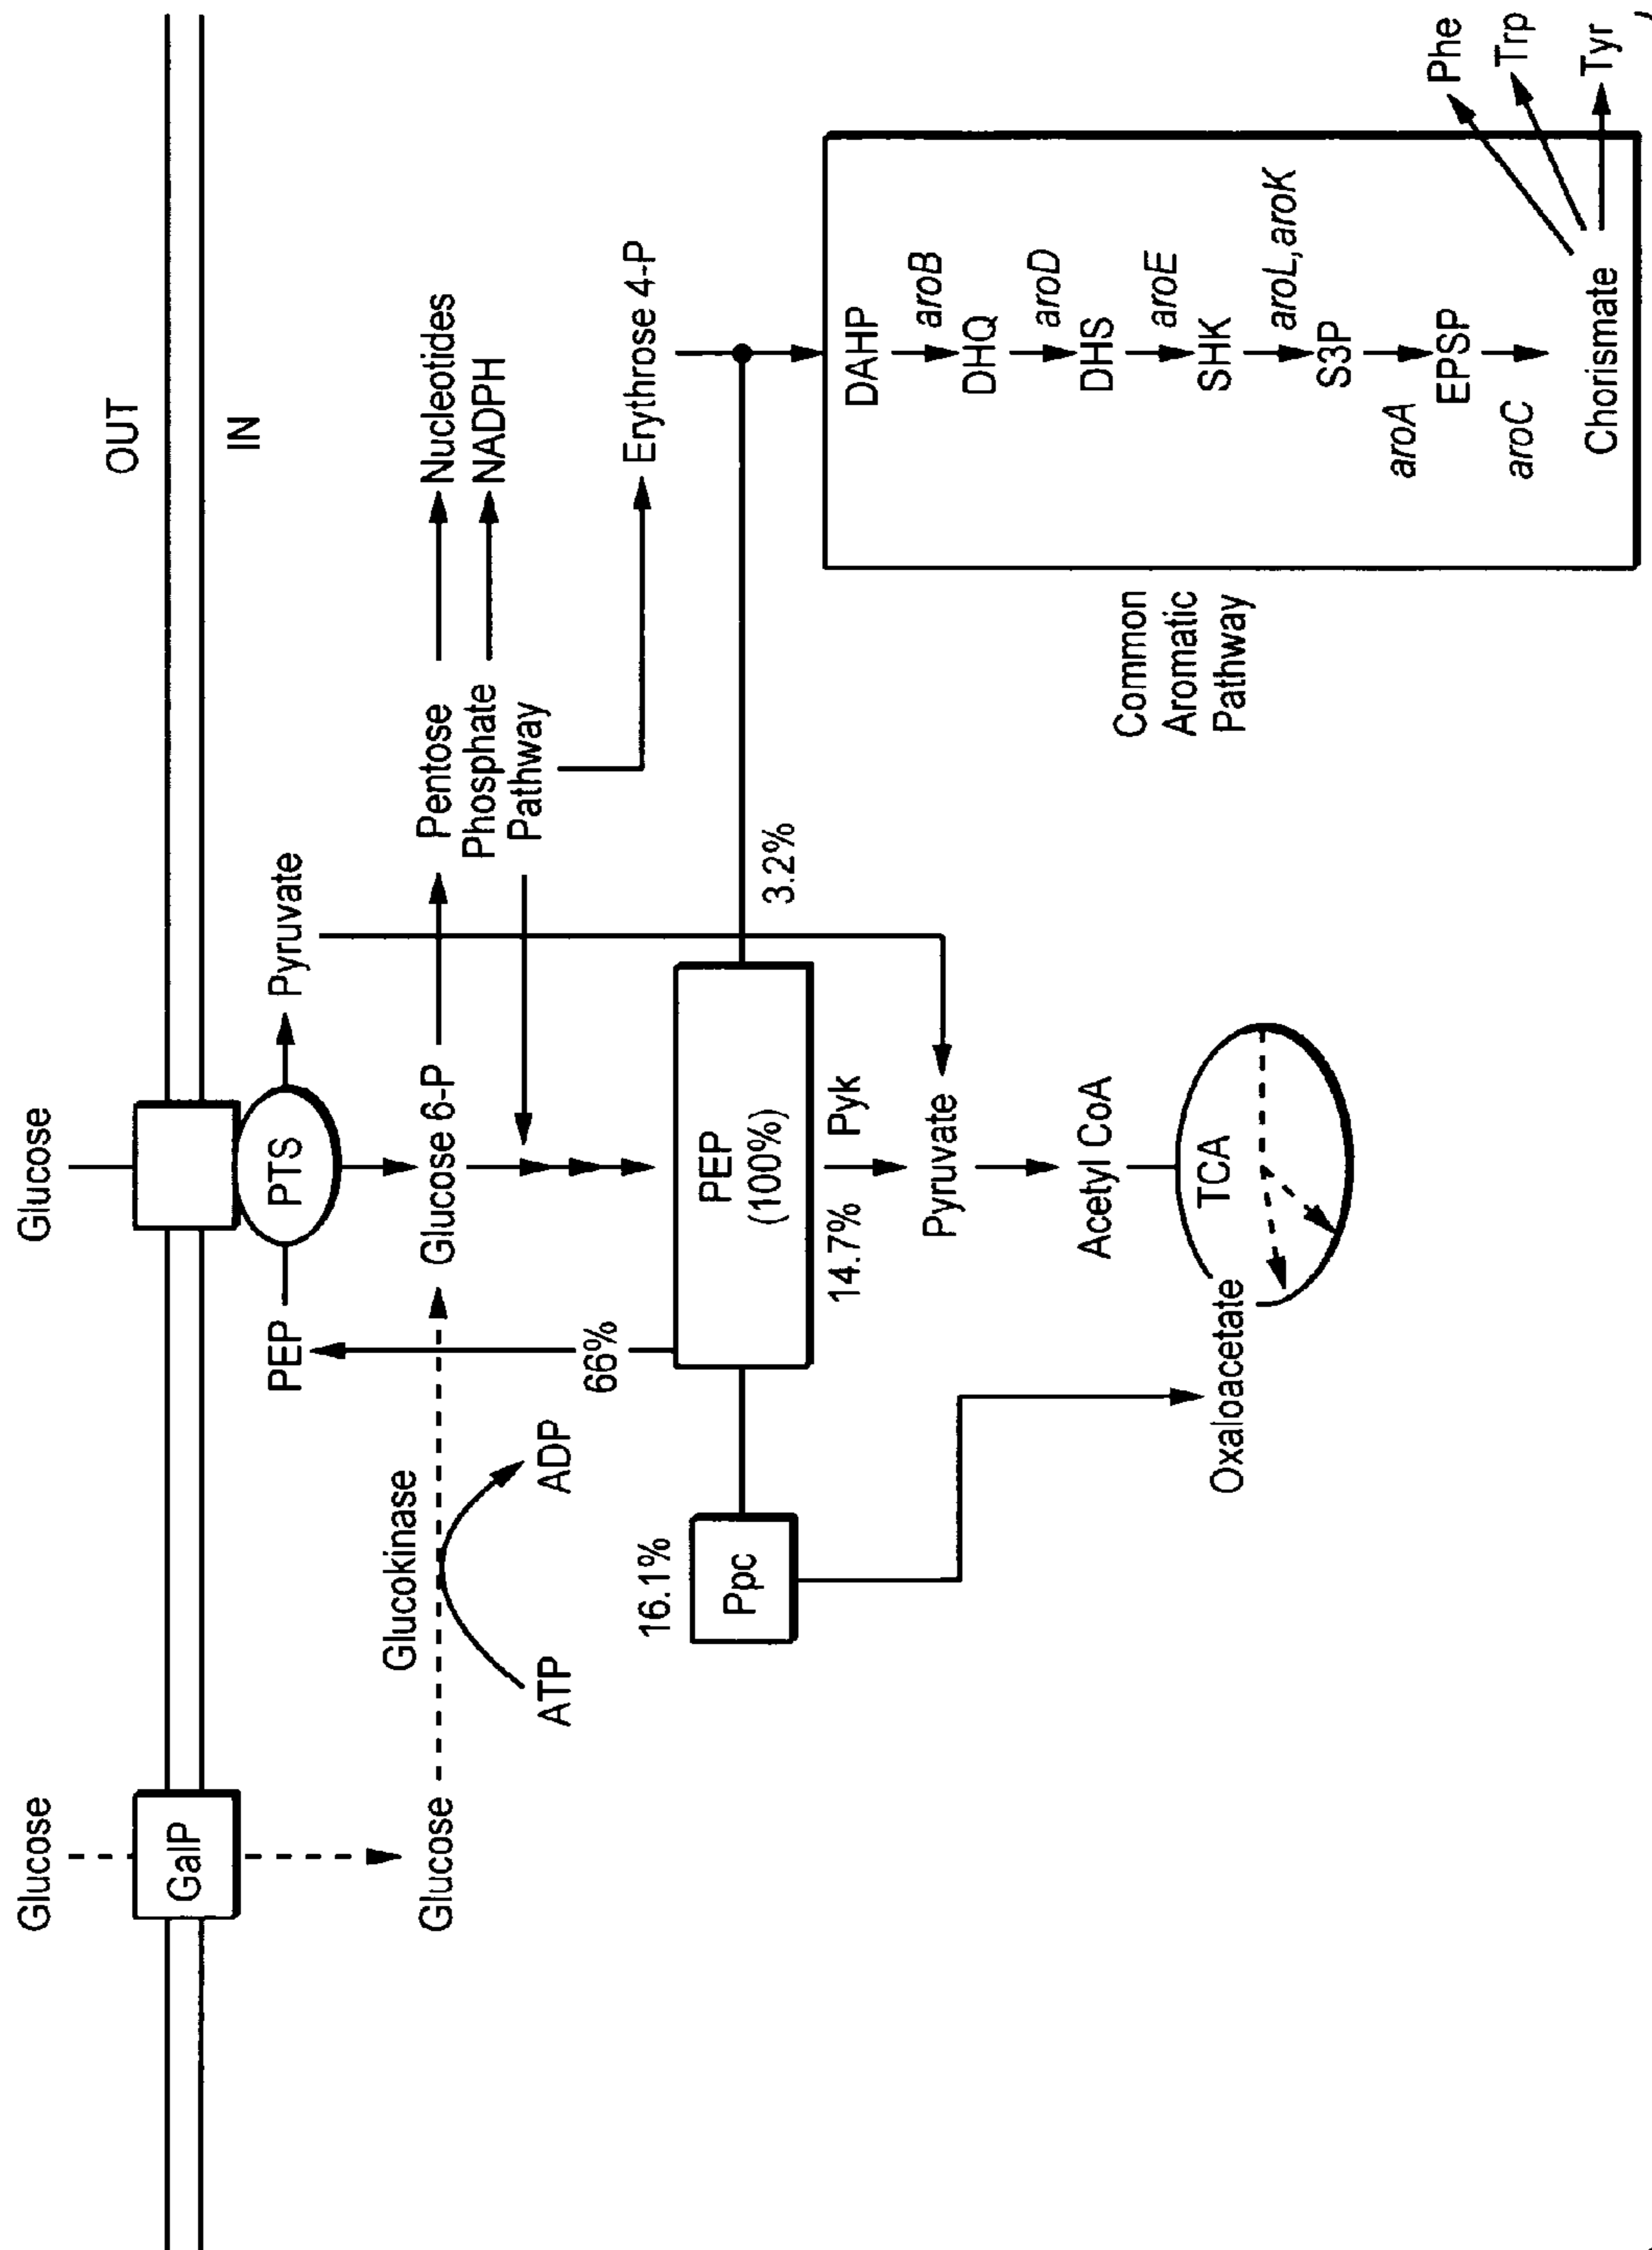 OUT
IN
Glucose
Glucose
GalP
PTS
PEP
Pyruvate
Glucose
Glucokinase
ATP
ADP
Glucose 6-P
Pentose
Phosphate
Pathway
Nucleotides
NADPH
Erythrose 4-P
66%
16.1%
Ppc
PEP
(100%)
3.2%
14.7%
Pyk
Pyruvate
Acetyl CoA
TCA
Oxaloacetate
Common
Aromatic
Pathway
DAHP
aroB
DHQ
aroD
DHS
aroE
SHK
aroL,aroK
S3P
aroA
EPSP
aroC
Chorismate
Phe
Trp
Tyr